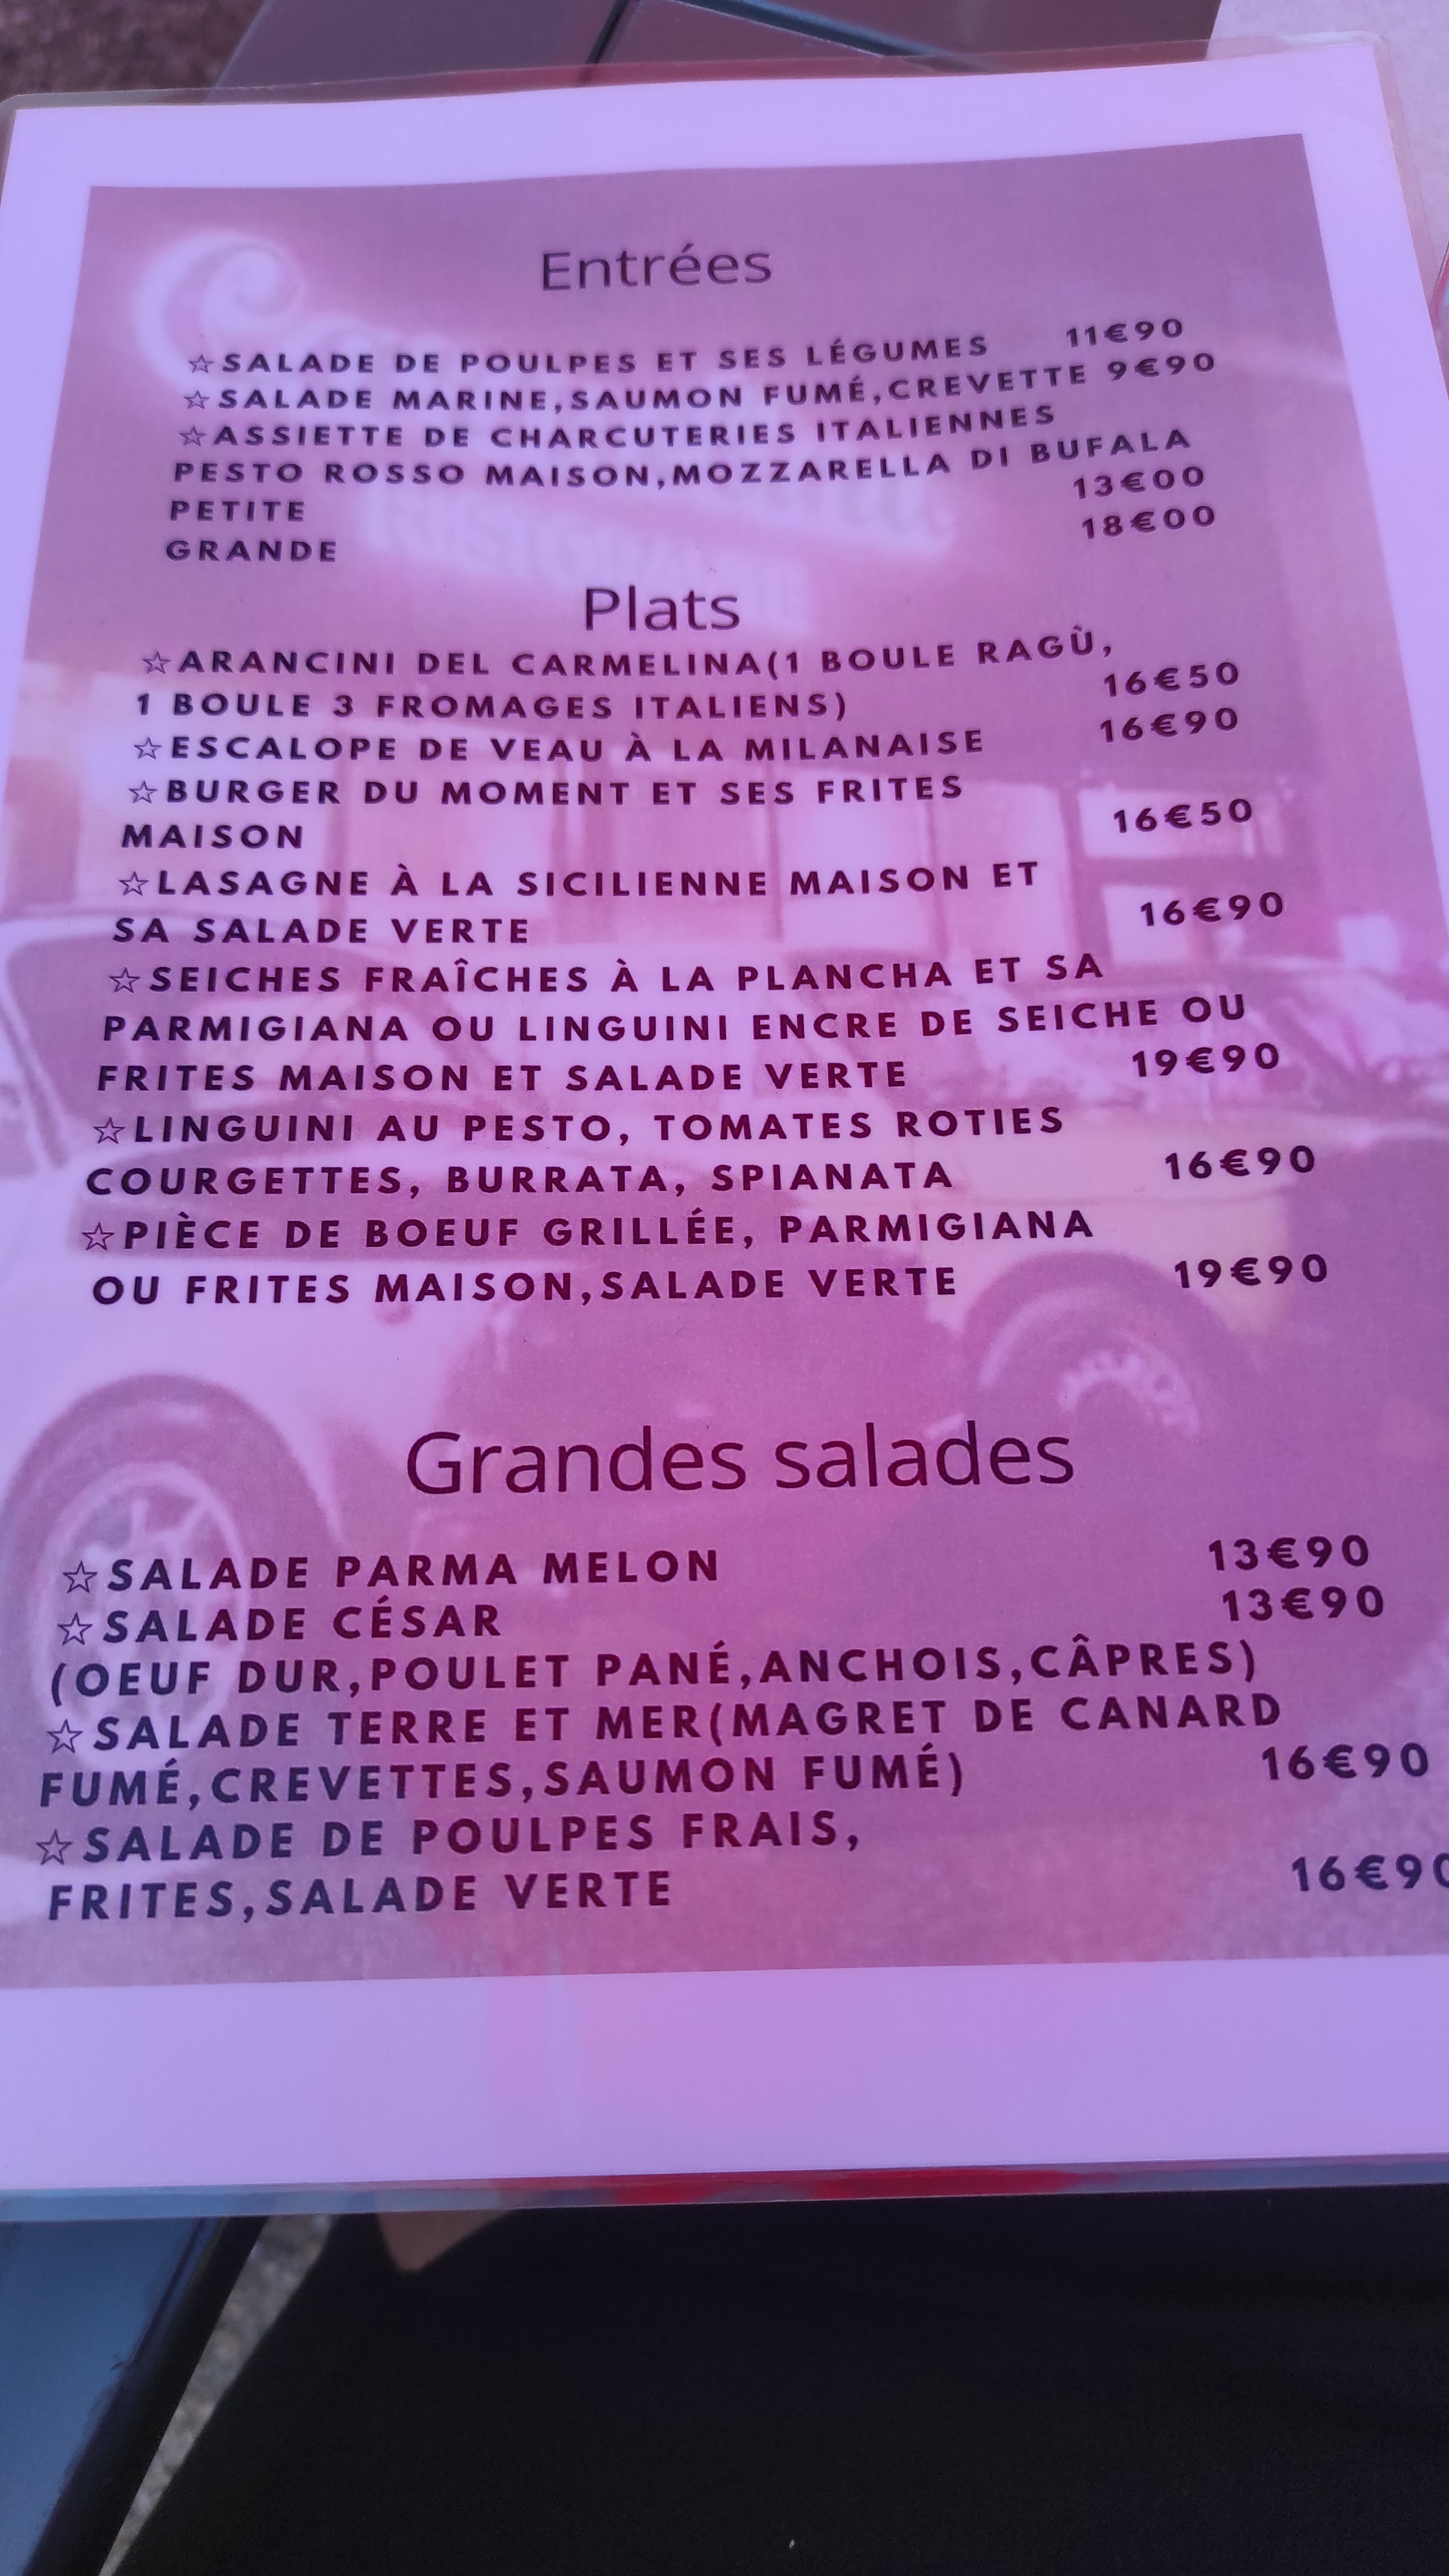 Entrées
☆SALADE DE POULPES ET SES LÉGUMES 11€90
☆SALADE MARINE,SAUMON FUMÉ,CREVETTE 9€90
☆ASSIETTE DE CHARCUTERIES ITALIENNES
PESTO ROSSO MAISON,MOZZARELLA DI BUFALA
PETITE 13€00
GRANDE 18€00
Plats
☆ARANCINI DEL CARMELINA(1 BOULE RAGÙ,
1 BOULE 3 FROMAGES ITALIENS) 16€50
☆ESCALOPE DE VEAU À LA MILANAISE 16€90
☆BURGER DU MOMENT ET SES FRITES
MAISON 16€50
☆LASAGNE À LA SICILIENNE MAISON ET
SA SALADE VERTE 16€90
☆SEICHES FRAÎCHES À LA PLANCHA ET SA
PARMIGIANA OU LINGUINI ENCRE DE SEICHE OU
FRITES MAISON ET SALADE VERTE 19€90
☆LINGUINI AU PESTO, TOMATES ROTIES
COURGETTES, BURRATA, SPIANATA 16€90
☆PIÈCE DE BOEUF GRILLÉE, PARMIGIANA
OU FRITES MAISON,SALADE VERTE 19€90
Grandes salades
☆SALADE PARMA MELON 13€90
☆SALADE CÉSAR 13€90
(OEUF DUR,POULET PANÉ,ANCHOIS,CÂPRES)
☆SALADE TERRE ET MER(MAGRET DE CANARD
FUMÉ,CREVETTES,SAUMON FUMÉ) 16€90
☆SALADE DE POULPES FRAIS,
FRITES,SALADE VERTE 16€90